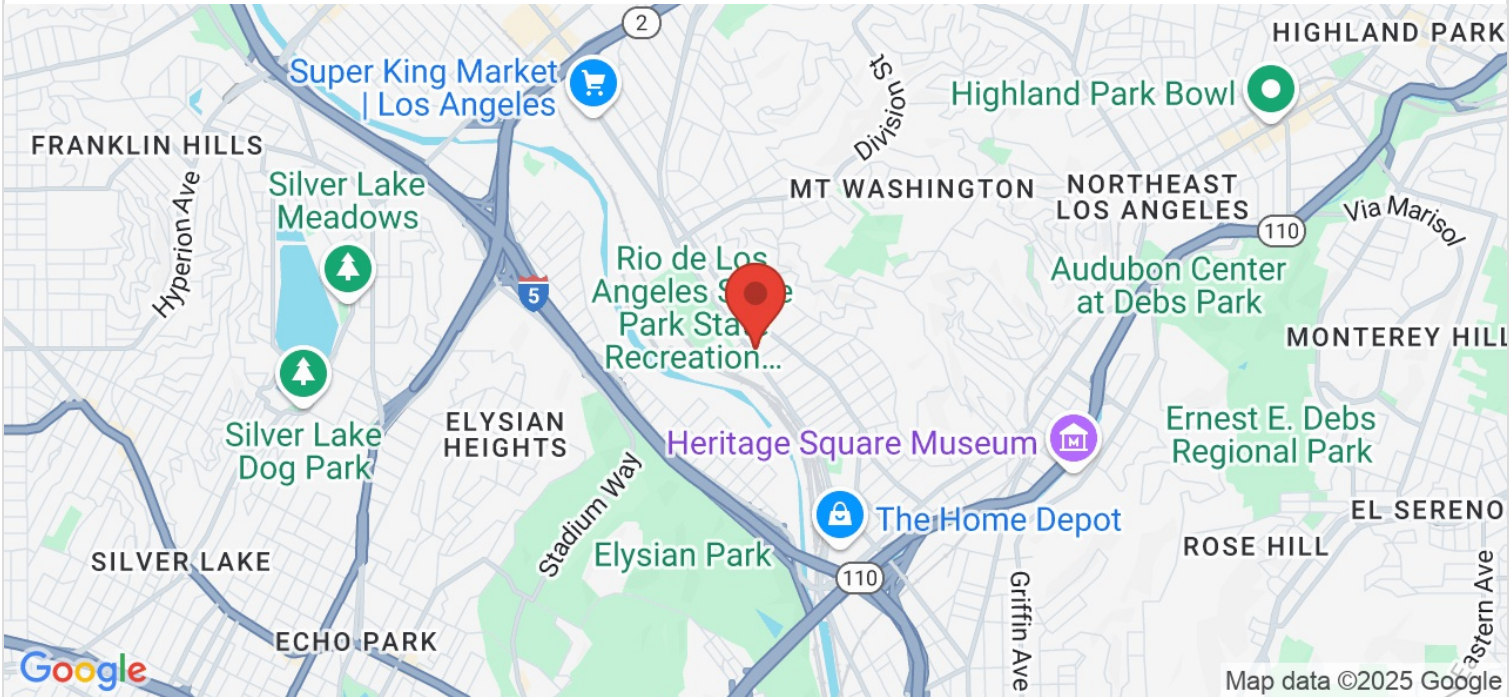 2
HIGHLAND PARK
Super King Market
| Los Angeles
Highland Park Bowl
Division St
FRANKLIN HILLS
Silver Lake
Meadows
MT WASHINGTON
NORTHEAST
LOS ANGELES
Via Marisol
110
Hyperion Ave
Rio de Los
Angeles State
Park State
Recreation...
5
Audubon Center
at Debs Park
MONTEREY HILL
ELYSIAN
HEIGHTS
Silver Lake
Dog Park
Heritage Square Museum
Ernest E. Debs
Regional Park
Stadium Way
The Home Depot
EL SERENO
SILVER LAKE
Elysian Park
ROSE HILL
110
Griffin Ave
Eastern Ave
ECHO PARK
Google
Map data ©2025 Google